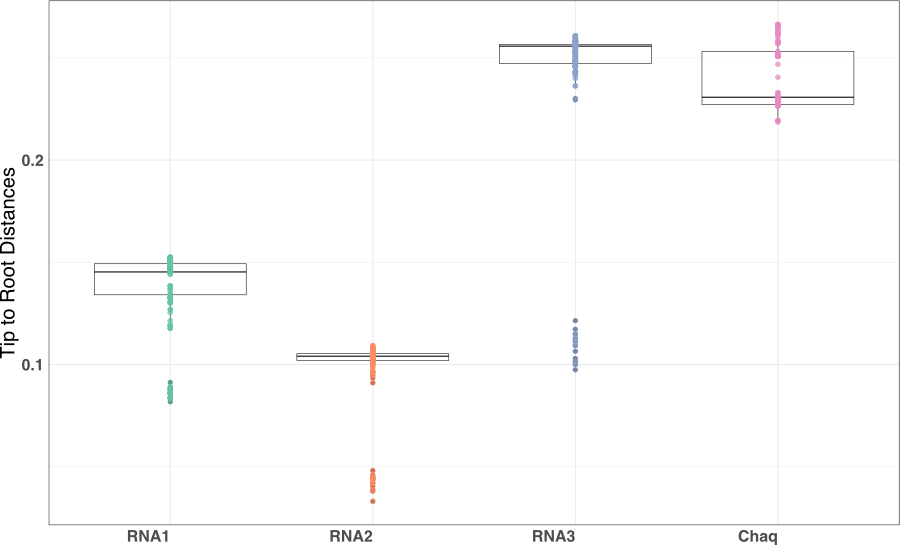 Tip to Root Distances
0.2
0.1
RNA1 RNA2 RNA3 Chaq